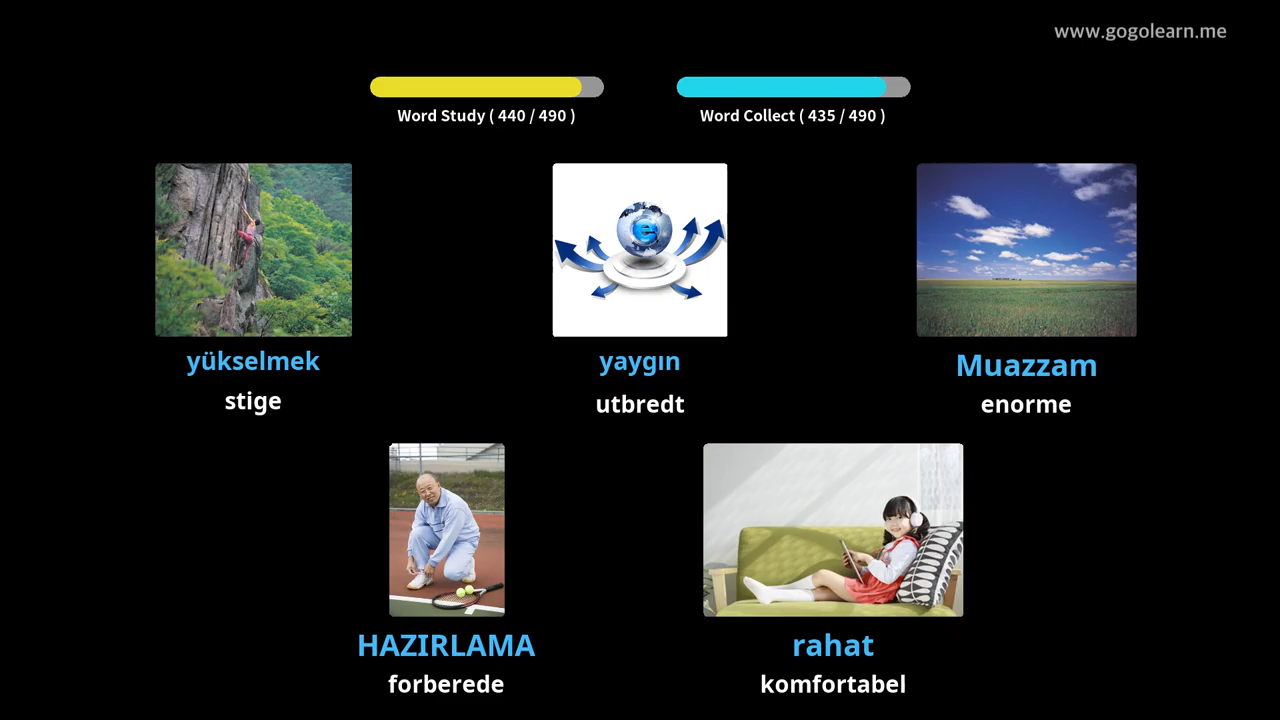 www.gogolearn.me
Word Study ( 440 / 490 )
Word Collect ( 435 / 490 )
yükselmek
stige
yaygın
utbredt
Muazzam
enorme
HAZIRLAMA
forberede
rahat
komfortabel